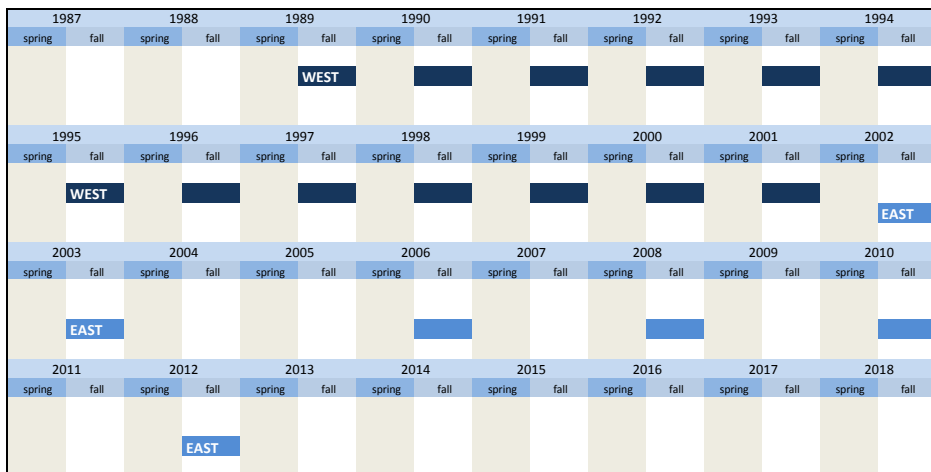 1987 1988 1989 1990 1991 1992 1993 1994
spring fall spring fall spring fall spring fall spring fall spring fall spring fall spring fall
WEST
1995 1996 1997 1998 1999 2000 2001 2002
spring fall spring fall spring fall spring fall spring fall spring fall spring fall spring fall
WEST
EAST
2003 2004 2005 2006 2007 2008 2009 2010
spring fall spring fall spring fall spring fall spring fall spring fall spring fall spring fall
EAST
2011 2012 2013 2014 2015 2016 2017 2018
spring fall spring fall spring fall spring fall spring fall spring fall spring fall spring fall
EAST